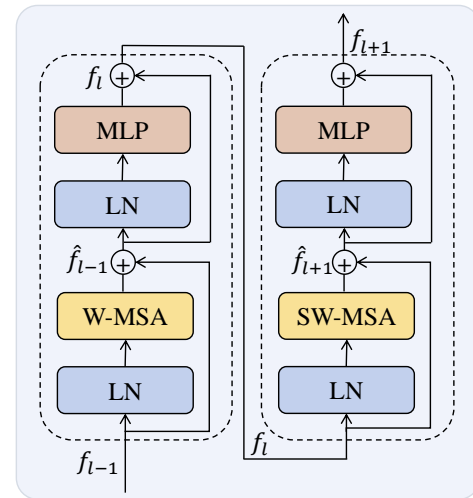 f_l
MLP
LN
f̂_{l-1}
W-MSA
LN
f_{l-1}
f_{l+1}
MLP
LN
f̂_{l+1}
SW-MSA
LN
f_l